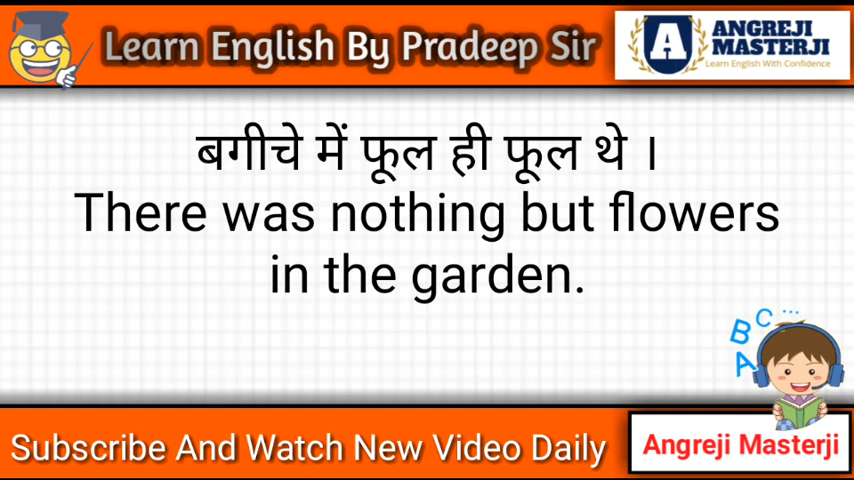 Learn English By Pradeep Sir
A
ANGREJI
MASTERJI
Learn English With Confidence
बगीचे में फूल ही फूल थे ।
There was nothing but flowers
in the garden.
A B C ...
Subscribe And Watch New Video Daily
Angreji Masterji